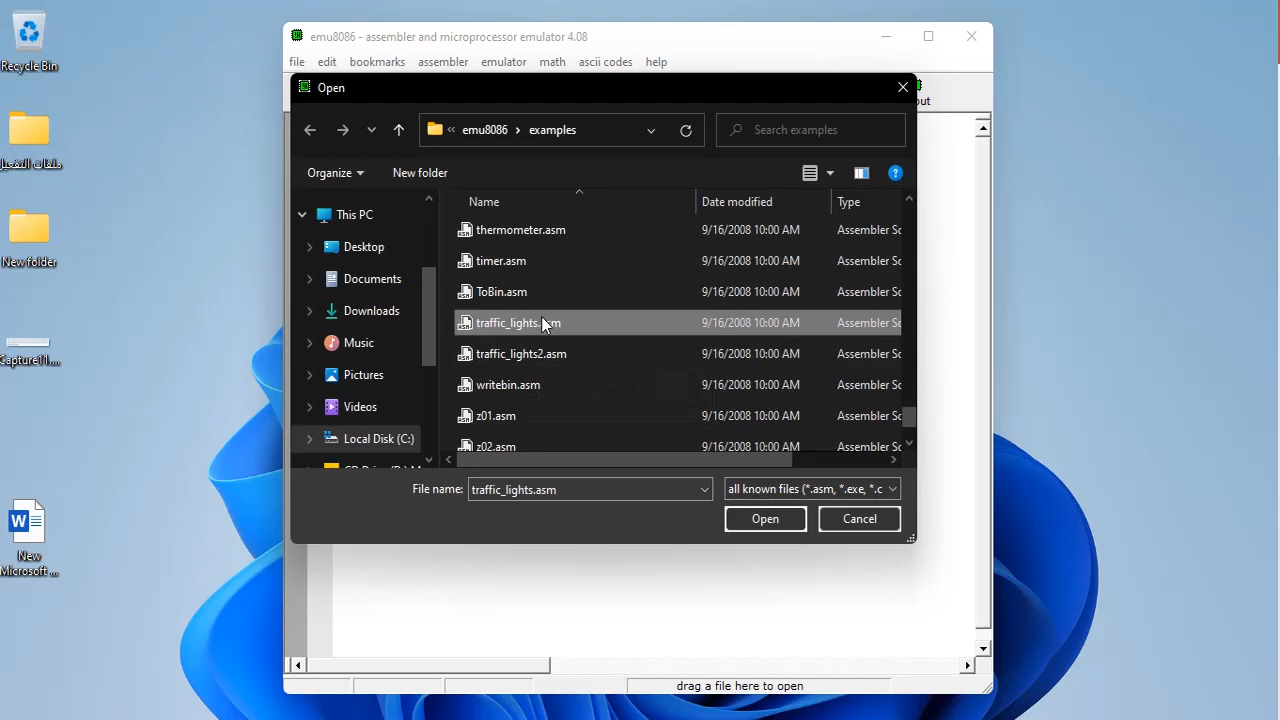 Recycle Bin
ملفات التفعيل
New folder
Capture11....
New
Microsoft ...
emu8086 - assembler and microprocessor emulator 4.08
file edit bookmarks assembler emulator math ascii codes help
out
Open
« emu8086 › examples
Search examples
Organize New folder
Name Date modified Type
This PC
Desktop
Documents
Downloads
Music
Pictures
Videos
Local Disk (C:)
thermometer.asm 9/16/2008 10:00 AM Assembler Sc
timer.asm 9/16/2008 10:00 AM Assembler Sc
ToBin.asm 9/16/2008 10:00 AM Assembler Sc
traffic_lights.asm 9/16/2008 10:00 AM Assembler Sc
traffic_lights2.asm 9/16/2008 10:00 AM Assembler Sc
writebin.asm 9/16/2008 10:00 AM Assembler Sc
z01.asm 9/16/2008 10:00 AM Assembler Sc
z02.asm 9/16/2008 10:00 AM Assembler Sc
File name: traffic_lights.asm all known files (*.asm, *.exe, *.c
Open Cancel
drag a file here to open